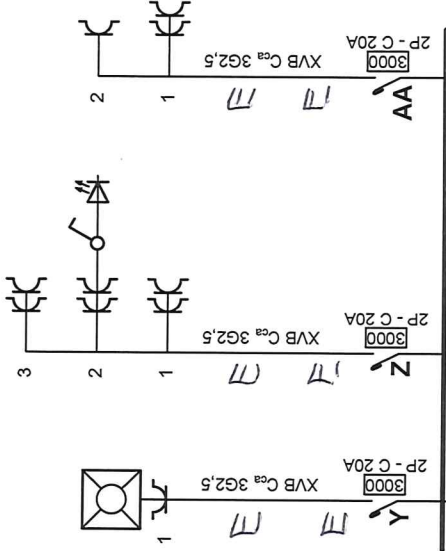 2
1
XVB Cca 3G2,5
3000
2P - C 20A
AA
3
2
1
XVB Cca 3G2,5
3000
2P - C 20A
Z
1
XVB Cca 3G2,5
3000
2P - C 20A
Y